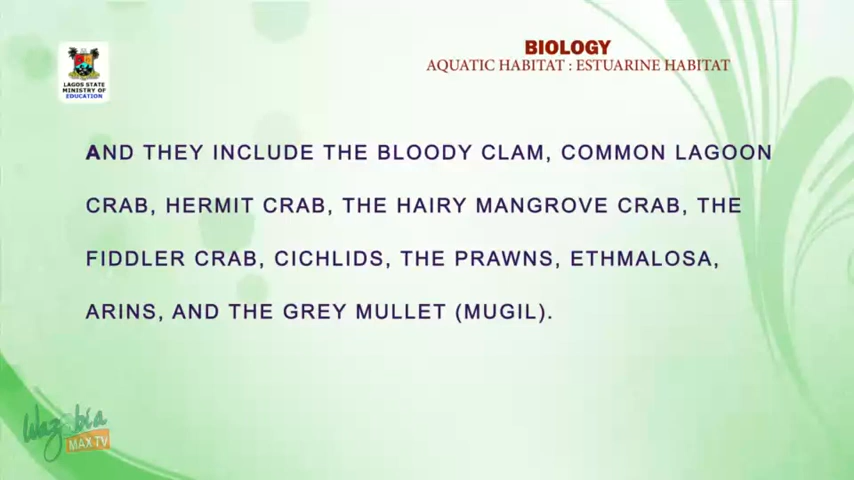 BIOLOGY
AQUATIC HABITAT : ESTUARINE HABITAT
LAGOS STATE
MINISTRY OF
EDUCATION
AND THEY INCLUDE THE BLOODY CLAM, COMMON LAGOON
CRAB, HERMIT CRAB, THE HAIRY MANGROVE CRAB, THE
FIDDLER CRAB, CICHLIDS, THE PRAWNS, ETHMALOSA,
ARINS, AND THE GREY MULLET (MUGIL).
Wazobia
MAX TV